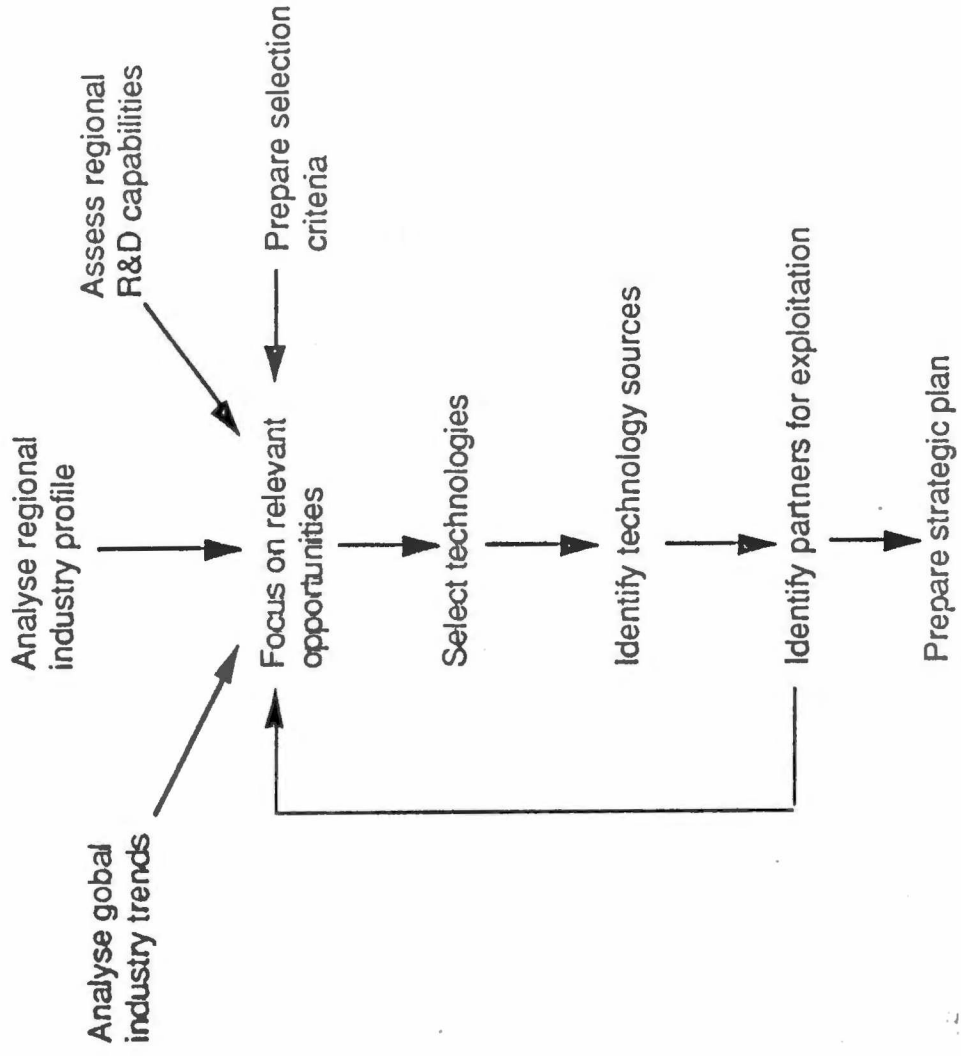 Analyse regional
industry profile
Analyse gobal
industry trends
Assess regional
R&D capabilities
Focus on relevant
opportunities
Prepare selection
criteria
Select technologies
Identify technology sources
Identify partners for exploitation
Prepare strategic plan